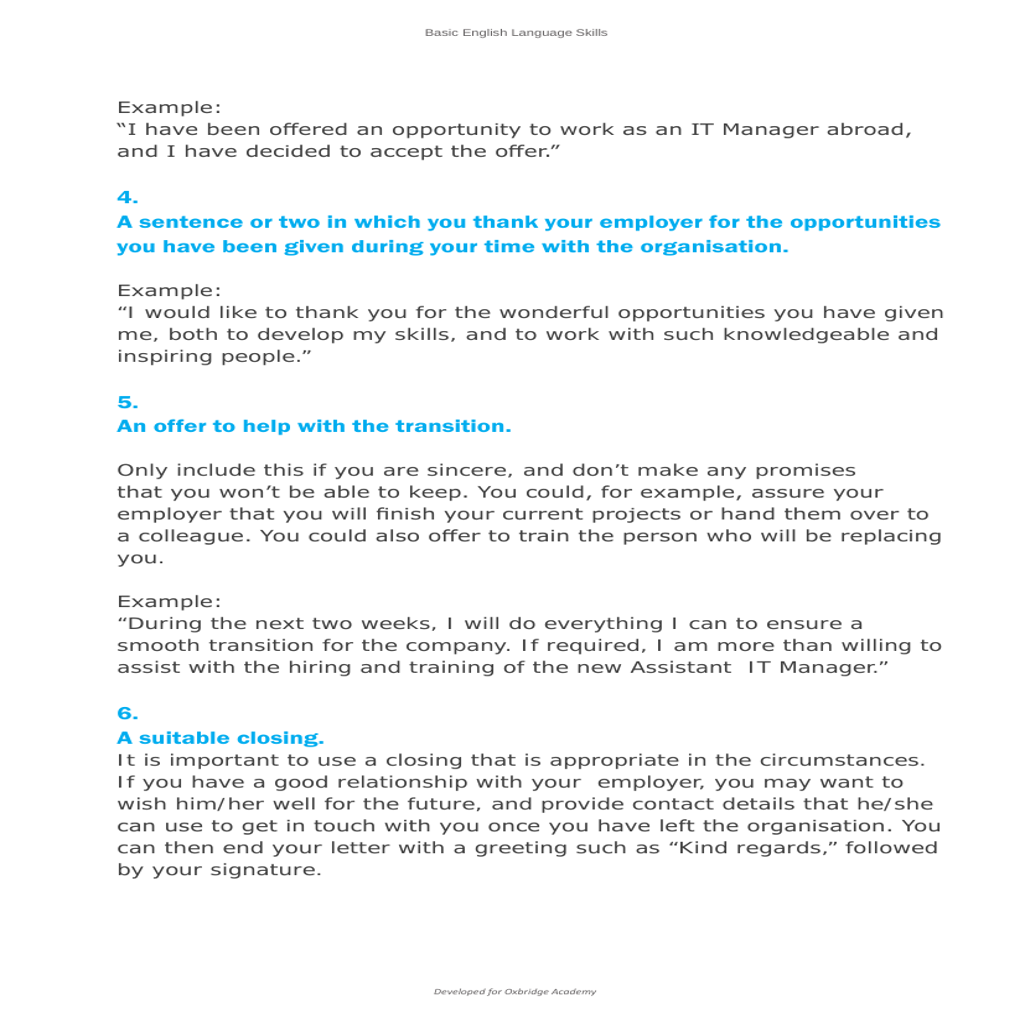 Basic English Language Skills
Example:
“I have been offered an opportunity to work as an IT Manager abroad,
and I have decided to accept the offer.”
4.
A sentence or two in which you thank your employer for the opportunities
you have been given during your time with the organisation.
Example:
“I would like to thank you for the wonderful opportunities you have given
me, both to develop my skills, and to work with such knowledgeable and
inspiring people.”
5.
An offer to help with the transition.
Only include this if you are sincere, and don’t make any promises
that you won’t be able to keep. You could, for example, assure your
employer that you will finish your current projects or hand them over to
a colleague. You could also offer to train the person who will be replacing
you.
Example:
“During the next two weeks, I will do everything I can to ensure a
smooth transition for the company. If required, I am more than willing to
assist with the hiring and training of the new Assistant  IT Manager.”
6.
A suitable closing.
It is important to use a closing that is appropriate in the circumstances.
If you have a good relationship with your  employer, you may want to
wish him/her well for the future, and provide contact details that he/she
can use to get in touch with you once you have left the organisation. You
can then end your letter with a greeting such as “Kind regards,” followed
by your signature.
Developed for Oxbridge Academy